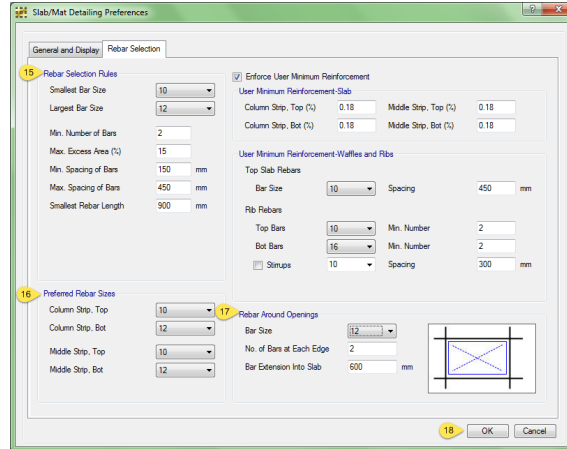 Slab/Mat Detailing Preferences
General and Display Rebar Selection
15 Rebar Selection Rules
Smallest Bar Size 10
Largest Bar Size 12
Min. Number of Bars 2
Max. Excess Area (%) 15
Min. Spacing of Bars 150 mm
Max. Spacing of Bars 450 mm
Smallest Rebar Length 900 mm
Enforce User Minimum Reinforcement
User Minimum Reinforcement-Slab
Column Strip, Top (%) 0.18 Middle Strip, Top (%) 0.18
Column Strip, Bot (%) 0.18 Middle Strip, Bot (%) 0.18
User Minimum Reinforcement-Waffles and Ribs
Top Slab Rebars
Bar Size 10 Spacing 450 mm
Rib Rebars
Top Bars 10 Min. Number 2
Bot Bars 16 Min. Number 2
Stirrups 10 Spacing 300 mm
16 Preferred Rebar Sizes
Column Strip, Top 10
Column Strip, Bot 12
Middle Strip, Top 10
Middle Strip, Bot 12
17 Rebar Around Openings
Bar Size 12
No. of Bars at Each Edge 2
Bar Extension Into Slab 600 mm
18 OK Cancel